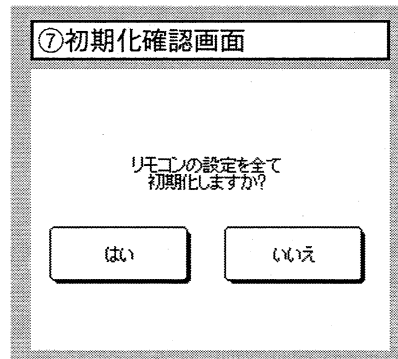 ⑦初期化確認画面
リモコンの設定を全て
初期化しますか?
はい
いいえ